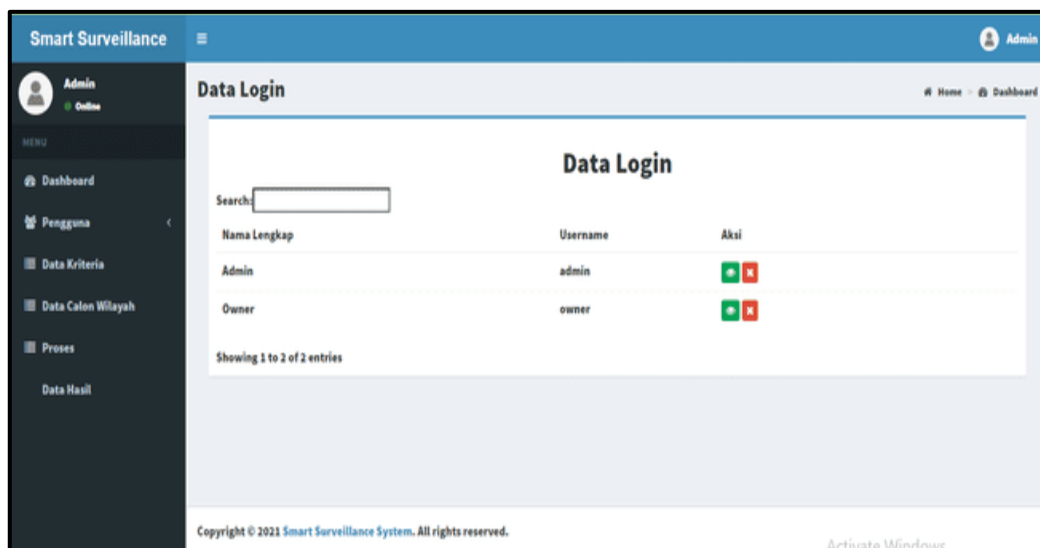 Smart Surveillance
Admin
Admin
Online
MENU
Dashboard
Pengguna
Data Kriteria
Data Calon Wilayah
Proses
Data Hasil
Data Login
Home > Dashboard
Data Login
Search:
Nama Lengkap Username Aksi
Admin admin
Owner owner
Showing 1 to 2 of 2 entries
Copyright © 2021 Smart Surveillance System. All rights reserved.
Activate Windows